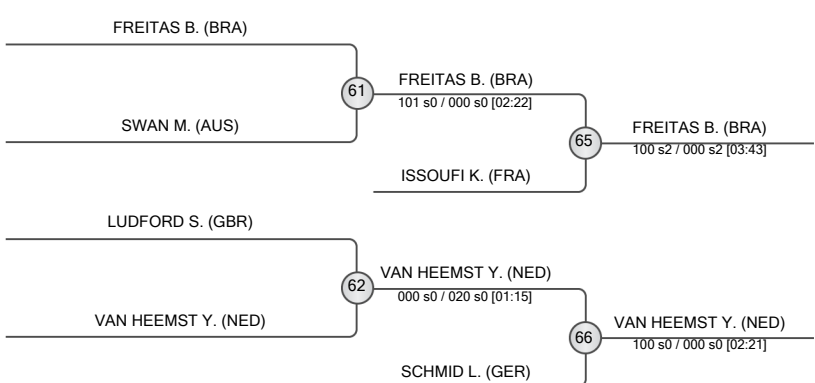 FREITAS B. (BRA)
61
FREITAS B. (BRA)
101 s0 / 000 s0 [02:22]
SWAN M. (AUS)
65
FREITAS B. (BRA)
100 s2 / 000 s2 [03:43]
ISSOUFI K. (FRA)
LUDFORD S. (GBR)
62
VAN HEEMST Y. (NED)
000 s0 / 020 s0 [01:15]
VAN HEEMST Y. (NED)
66
VAN HEEMST Y. (NED)
100 s0 / 000 s0 [02:21]
SCHMID L. (GER)